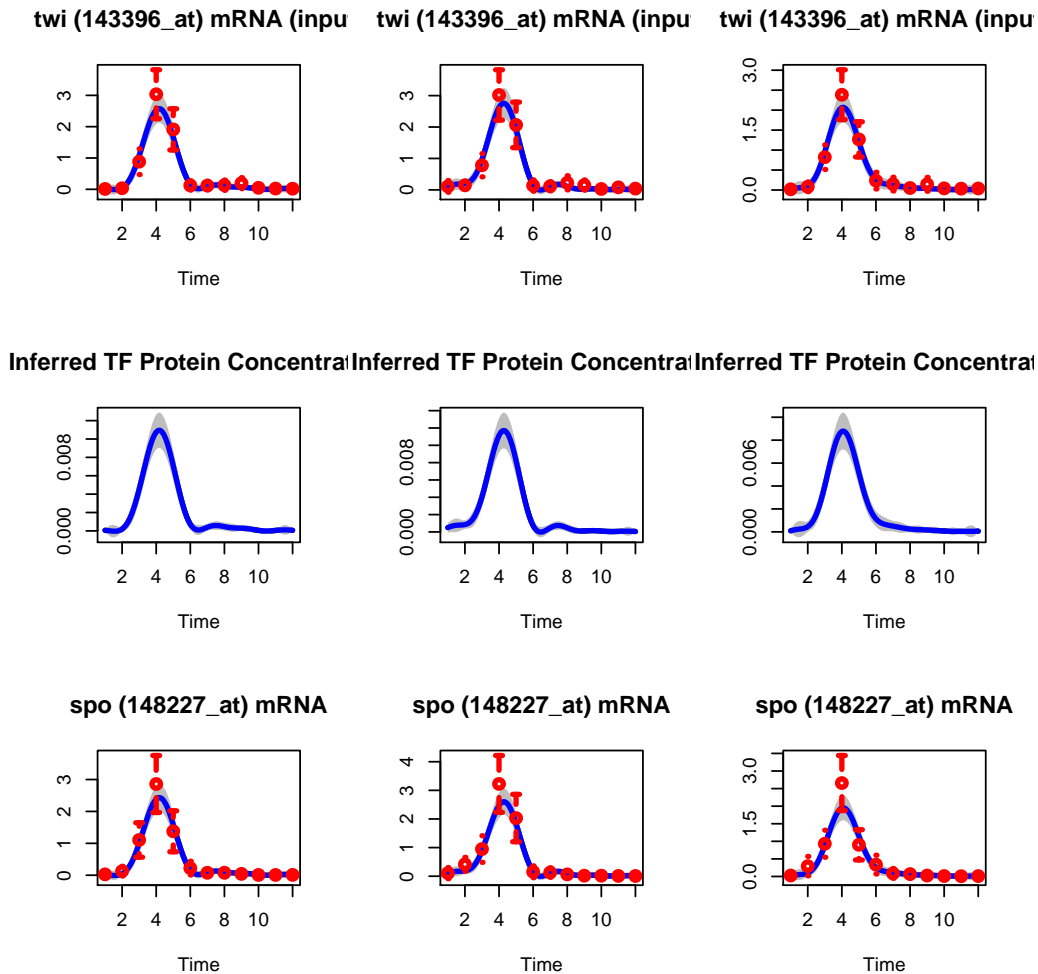 twi (143396_at) mRNA (inpu twi (143396_at) mRNA (inpu twi (143396_at) mRNA (inpu
0 1 2 3
2 4 6 8 10
Time
0 1 2 3
2 4 6 8 10
Time
0.0 1.5 3.0
2 4 6 8 10
Time
Inferred TF Protein Concentrat Inferred TF Protein Concentrat Inferred TF Protein Concentrat
0.000 0.008
2 4 6 8 10
Time
0.000 0.008
2 4 6 8 10
Time
0.000 0.006
2 4 6 8 10
Time
spo (148227_at) mRNA spo (148227_at) mRNA spo (148227_at) mRNA
0 1 2 3
2 4 6 8 10
Time
0 1 2 3 4
2 4 6 8 10
Time
0.0 1.5 3.0
2 4 6 8 10
Time